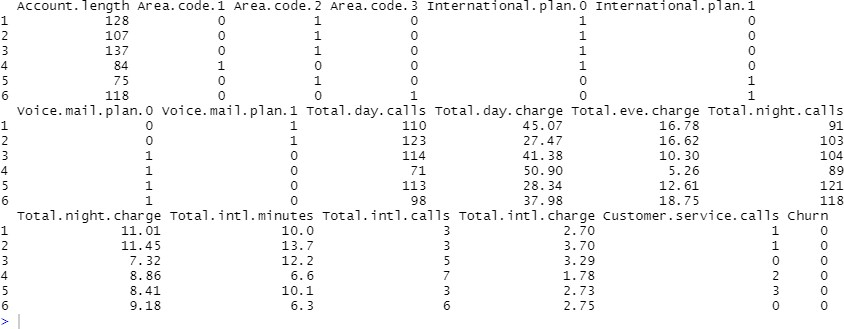 Account.length Area.code.1 Area.code.2 Area.code.3 International.plan.0 International.plan.1
1            128           0           1           0                    1                    0
2            107           0           1           0                    1                    0
3            137           0           1           0                    1                    0
4             84           1           0           0                    0                    1
5             75           0           1           0                    0                    1
6            118           0           0           1                    0                    1
  Voice.mail.plan.0 Voice.mail.plan.1 Total.day.calls Total.day.charge Total.eve.charge Total.night.calls
1                 0                 1             110            45.07            16.78                91
2                 0                 1             123            27.47            16.62               103
3                 1                 0             114            41.38            10.30               104
4                 1                 0              71            50.90             5.26                89
5                 1                 0             113            28.34            12.61               121
6                 1                 0              98            37.98            18.75               118
  Total.night.charge Total.intl.minutes Total.intl.calls Total.intl.charge Customer.service.calls Churn
1              11.01               10.0                3              2.70                      1     0
2              11.45               13.7                3              3.70                      1     0
3               7.32               12.2                5              3.29                      0     0
4               8.86                6.6                7              1.78                      2     0
5               8.41               10.1                3              2.73                      3     0
6               9.18                6.3                6              2.75                      0     0
>